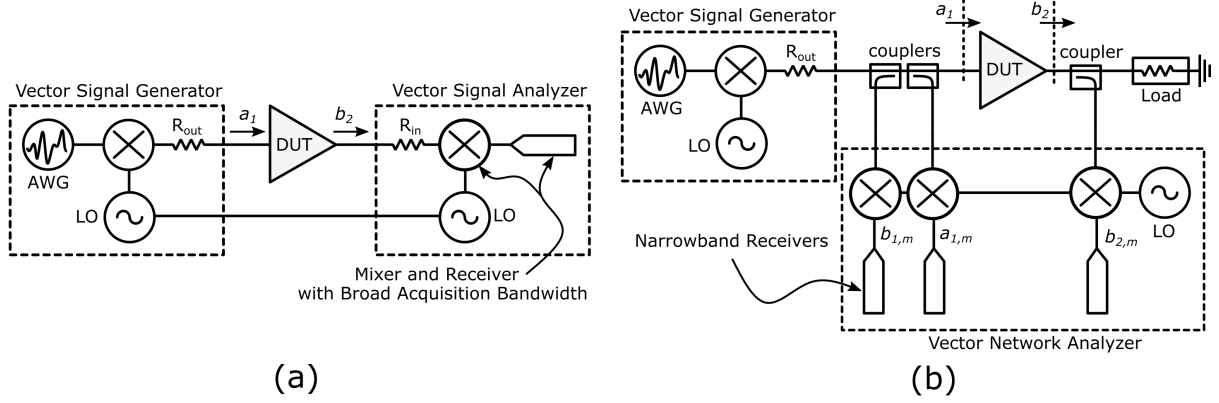 Vector Signal Generator
Vector Signal Analyzer
a1
b2
Rout
Rin
DUT
AWG
LO
LO
Mixer and Receiver
with Broad Acquisition Bandwidth
(a)
Vector Signal Generator
a1
b2
Rout
couplers
coupler
DUT
AWG
Load
LO
b1,m
a1,m
b2,m
LO
Narrowband Receivers
Vector Network Analyzer
(b)